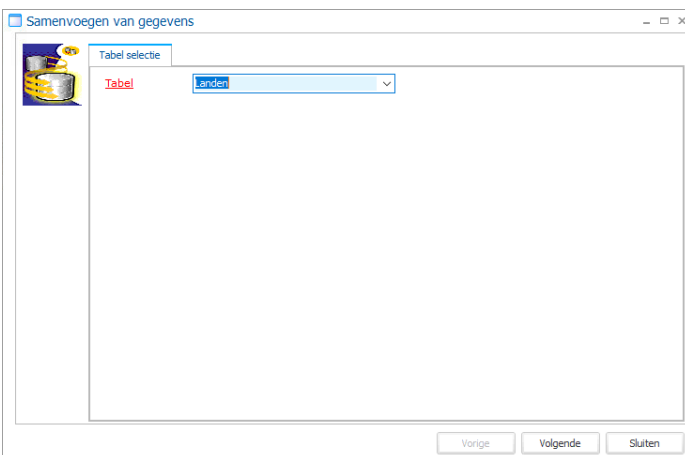 Samenvoegen van gegevens
Tabel selectie
Tabel
Landen
Vorige
Volgende
Sluiten